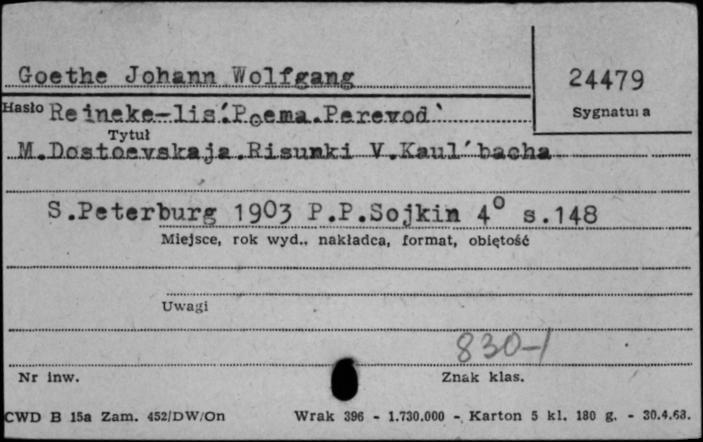 Goethe Johann Wolfgang
24479
Hasło Reineke-lis'.Poema.Perevod'
Sygnatura
Tytuł
M.Dostoevskaja.Risunki V.Kaul'bacha
S.Peterburg 1903 P.P.Sojkin 4° s.148
Miejsce, rok wyd., nakładca, format, obiętość
Uwagi
830-1
Nr inw.
Znak klas.
CWD B 15a Zam. 452/DW/On Wrak 396 - 1.730.000 - Karton 5 kl. 180 g. - 30.4.63.